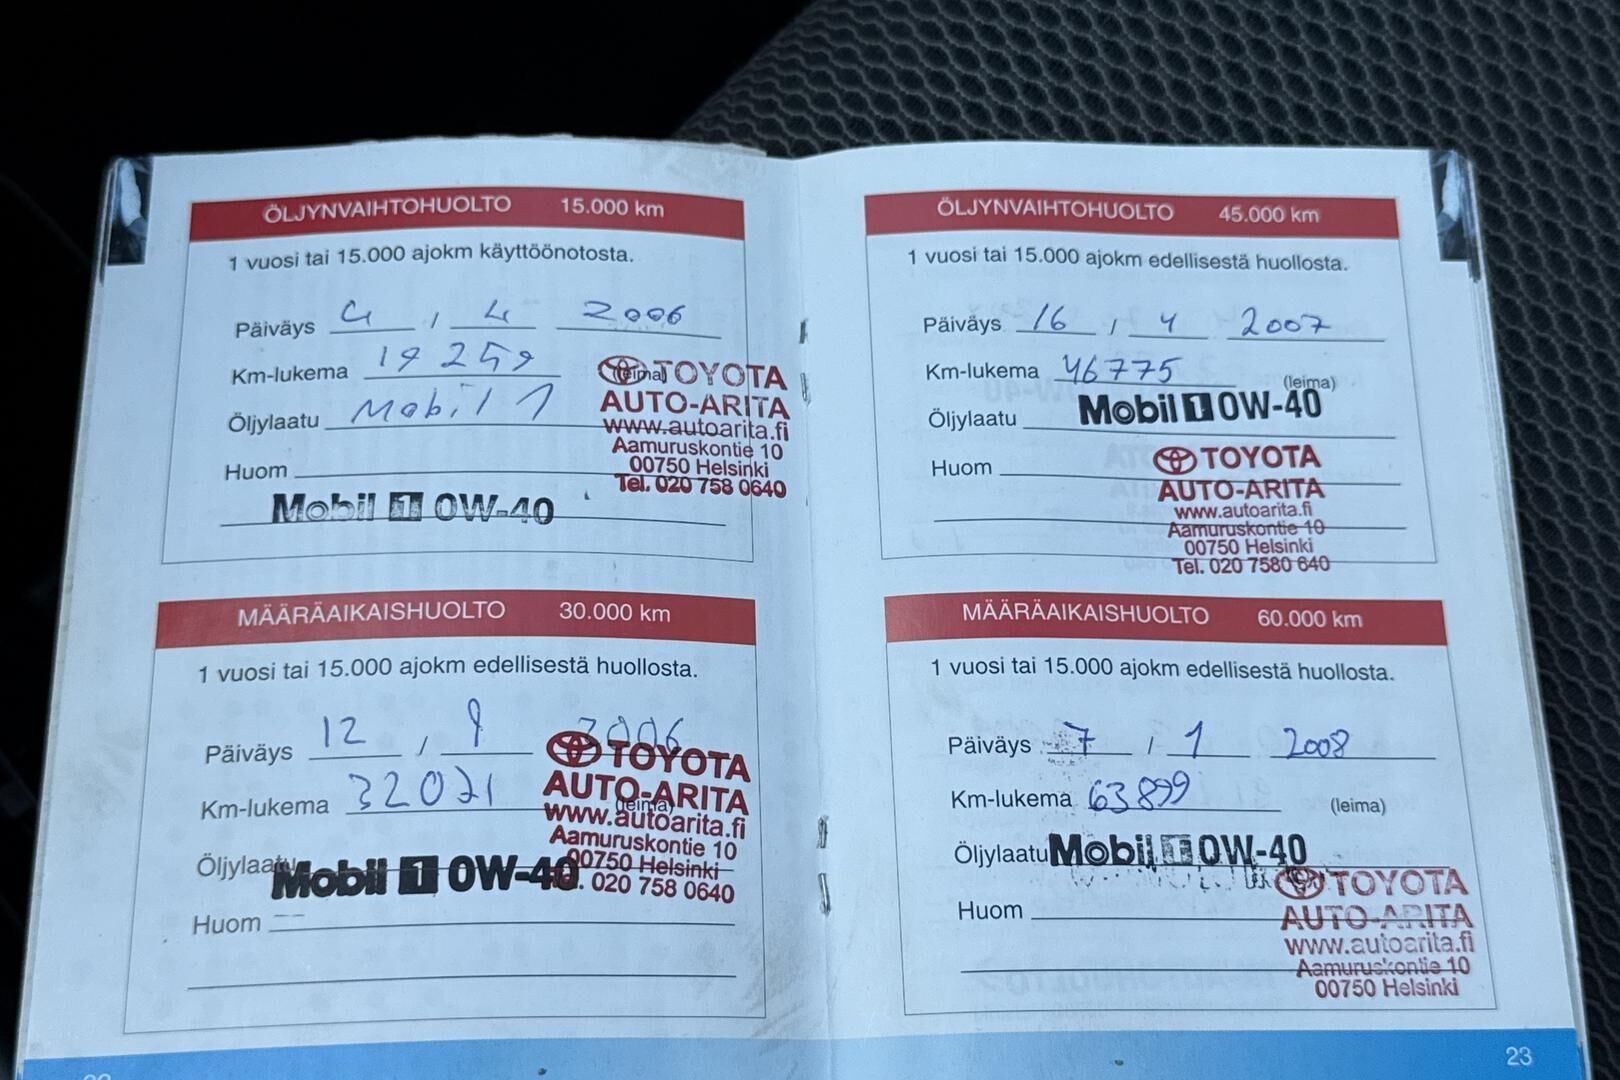 ÖLJYNVAIHTOHUOLTO 15.000 km
1 vuosi tai 15.000 ajokm käyttöönotosta.
Päiväys 4 / 4 2006
Km-lukema 19 259
(leima)
Öljylaatu Mobil 1
Huom
Mobil 1 0W-40
TOYOTA
AUTO-ARITA
www.autoarita.fi
Aamuruskontie 10
00750 Helsinki
Tel. 020 758 0640
MÄÄRÄAIKAISHUOLTO 30.000 km
1 vuosi tai 15.000 ajokm edellisestä huollosta.
Päiväys 12 / 9 2006
Km-lukema 32021
(leima)
Öljylaatu Mobil 1 0W-40
Huom
TOYOTA
AUTO-ARITA
www.autoarita.fi
Aamuruskontie 10
00750 Helsinki
020 758 0640
ÖLJYNVAIHTOHUOLTO 45.000 km
1 vuosi tai 15.000 ajokm edellisestä huollosta.
Päiväys 16 / 4 2007
Km-lukema 46775
(leima)
Öljylaatu Mobil 1 0W-40
Huom
TOYOTA
AUTO-ARITA
www.autoarita.fi
Aamuruskontie 10
00750 Helsinki
Tel. 020 7580 640
MÄÄRÄAIKAISHUOLTO 60.000 km
1 vuosi tai 15.000 ajokm edellisestä huollosta.
Päiväys 7 / 1 2008
Km-lukema 63899
(leima)
Öljylaatu Mobil 1 0W-40
Huom
TOYOTA
AUTO-ARITA
www.autoarita.fi
Aamuruskontie 10
00750 Helsinki
23